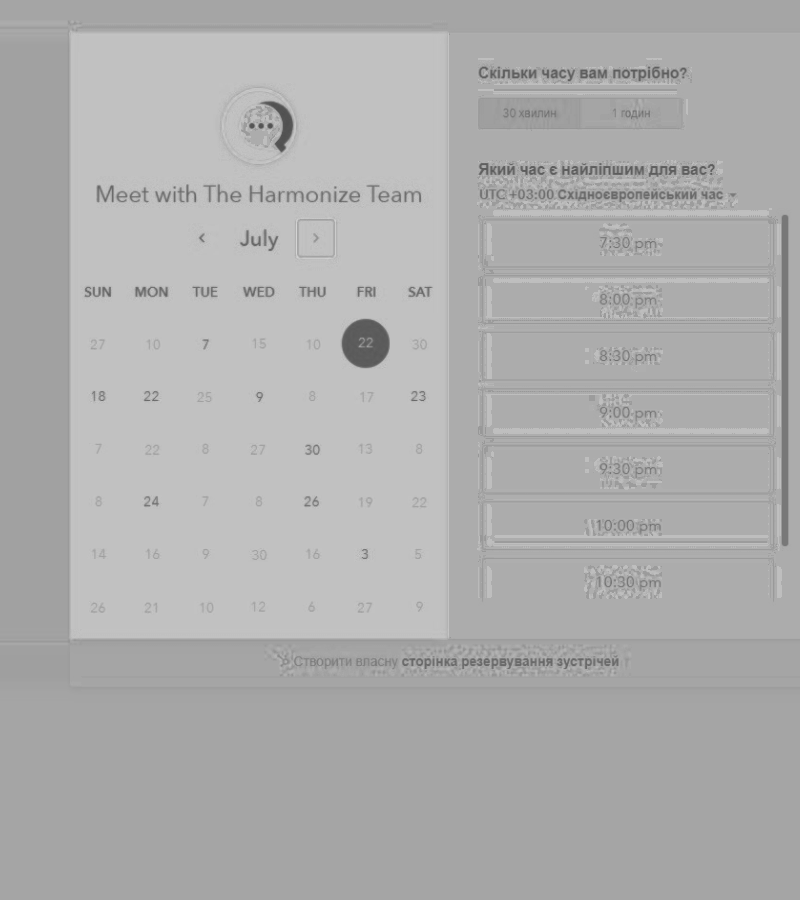 Meet with The Harmonize Team
July
SUN MON TUE WED THU FRI SAT
27 10 7 15 10 22 30
18 22 25 9 8 17 23
7 22 8 27 30 13 8
8 24 7 8 26 19 22
14 16 9 30 16 3 5
26 21 10 12 6 27 9
Скільки часу вам потрібно?
30 хвилин 1 годин
Який час є найліпшим для вас?
UTC +03:00 Східноєвропейський час
7:30 pm
8:00 pm
8:30 pm
9:00 pm
9:30 pm
10:00 pm
10:30 pm
Створити власну сторінка резервування зустрічей